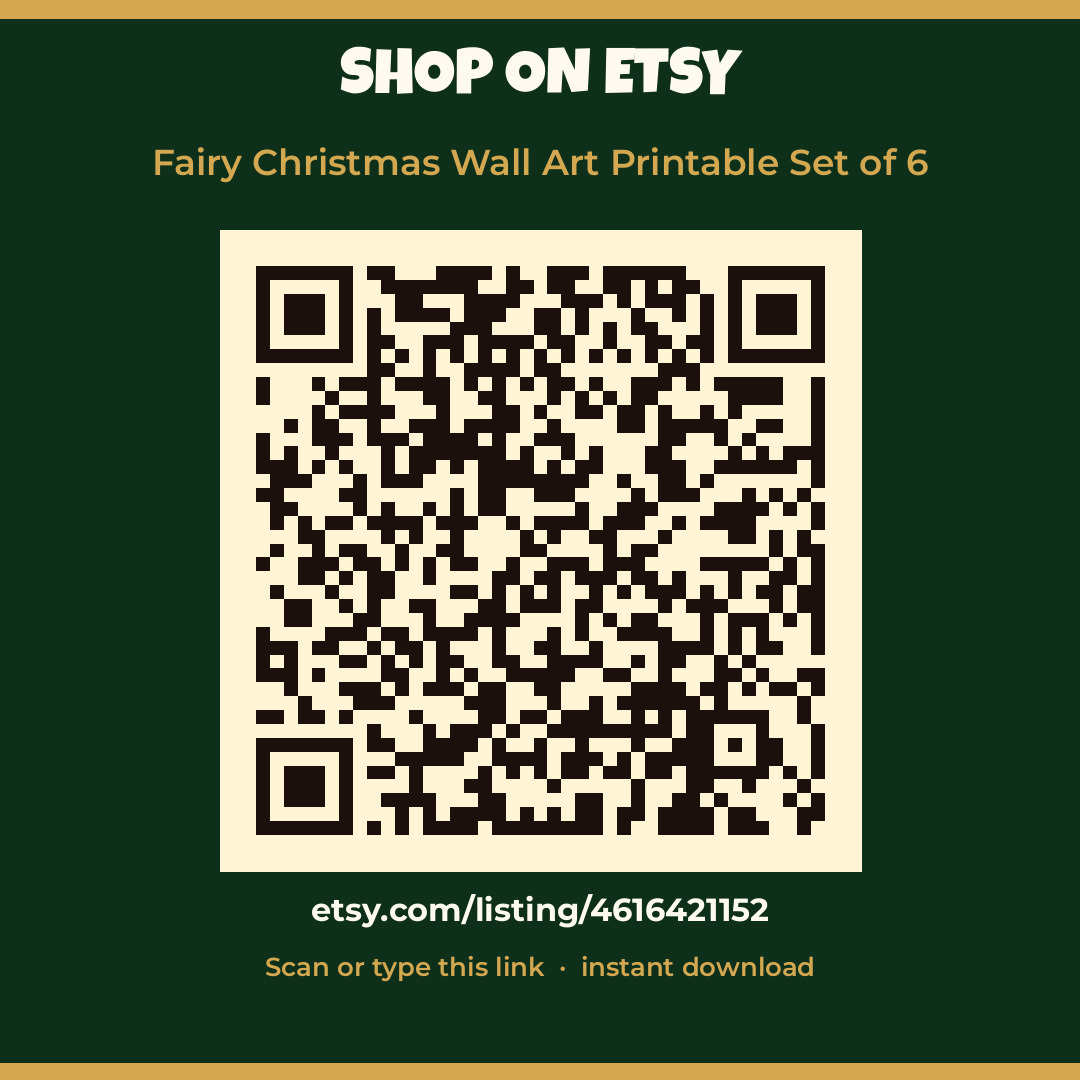 SHOP ON ETSY
Fairy Christmas Wall Art Printable Set of 6
etsy.com/listing/4616421152
Scan or type this link · instant download